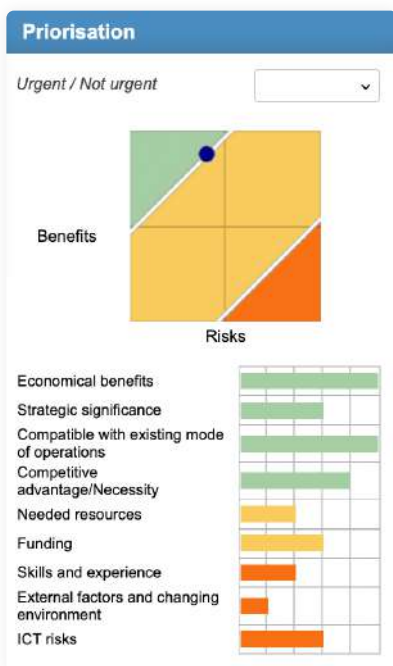 Priorisation
Urgent / Not urgent
Benefits
Risks
Economical benefits
Strategic significance
Compatible with existing mode
of operations
Competitive
advantage/Necessity
Needed resources
Funding
Skills and experience
External factors and changing
environment
ICT risks